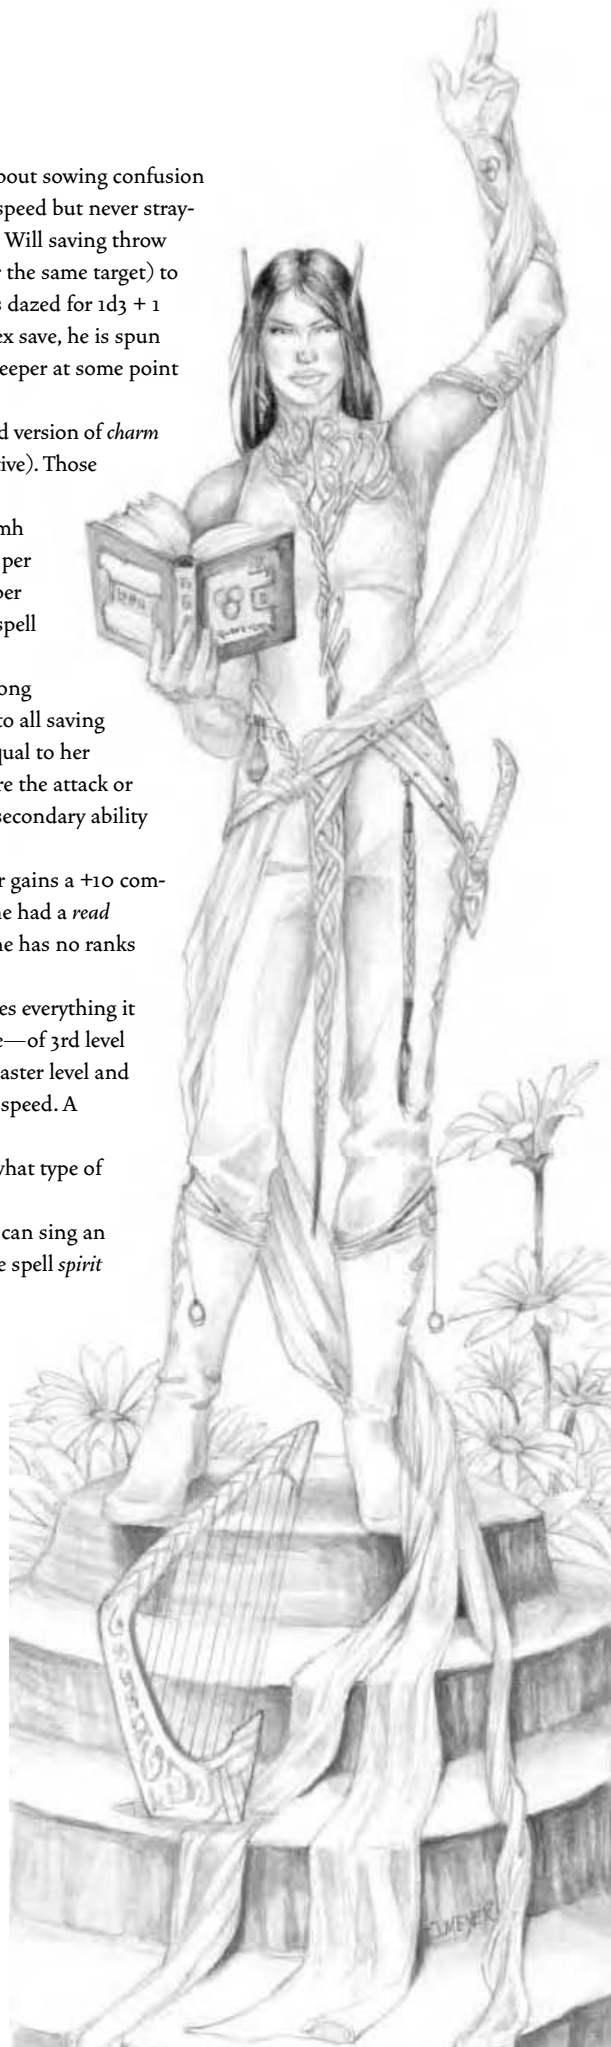 bout sowing confusion
speed but never stray-
Will saving throw
r the same target) to
s dazed for 1d3 + 1
ex save, he is spun
eeper at some point
d version of charm
tive). Those
mh
per
per
spell
ong
to all saving
qual to her
re the attack or
secondary ability
r gains a +10 com-
he had a read
he has no ranks
es everything it
e—of 3rd level
aster level and
speed. A
what type of
can sing an
e spell spirit
J.MEYER